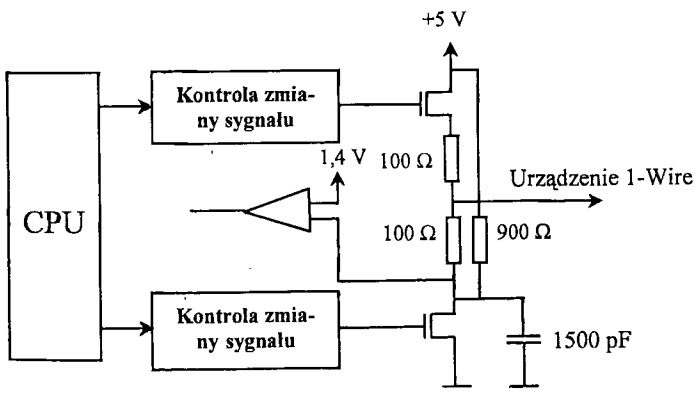 +5 V
Kontrola zmia-
ny sygnału
1,4 V
100 Ω
Urządzenie 1-Wire
CPU
100 Ω
900 Ω
Kontrola zmia-
ny sygnału
1500 pF